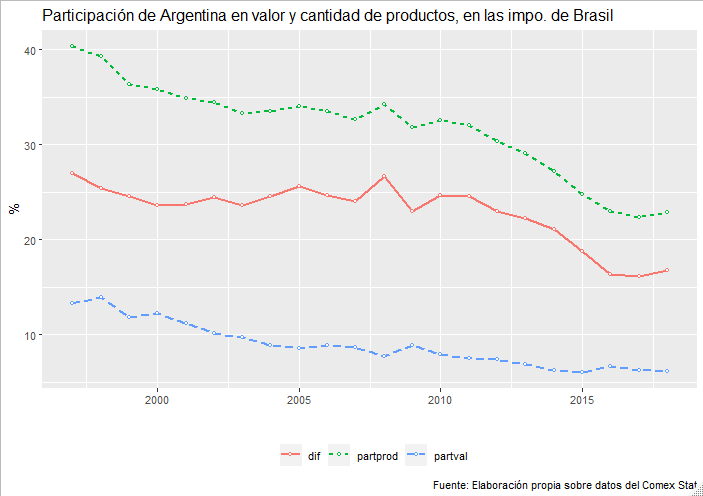 Participación de Argentina en valor y cantidad de productos, en las impo. de Brasil
40
30
20
10
%
2000 2005 2010 2015
dif partprod partval
Fuente: Elaboración propia sobre datos del Comex Stat